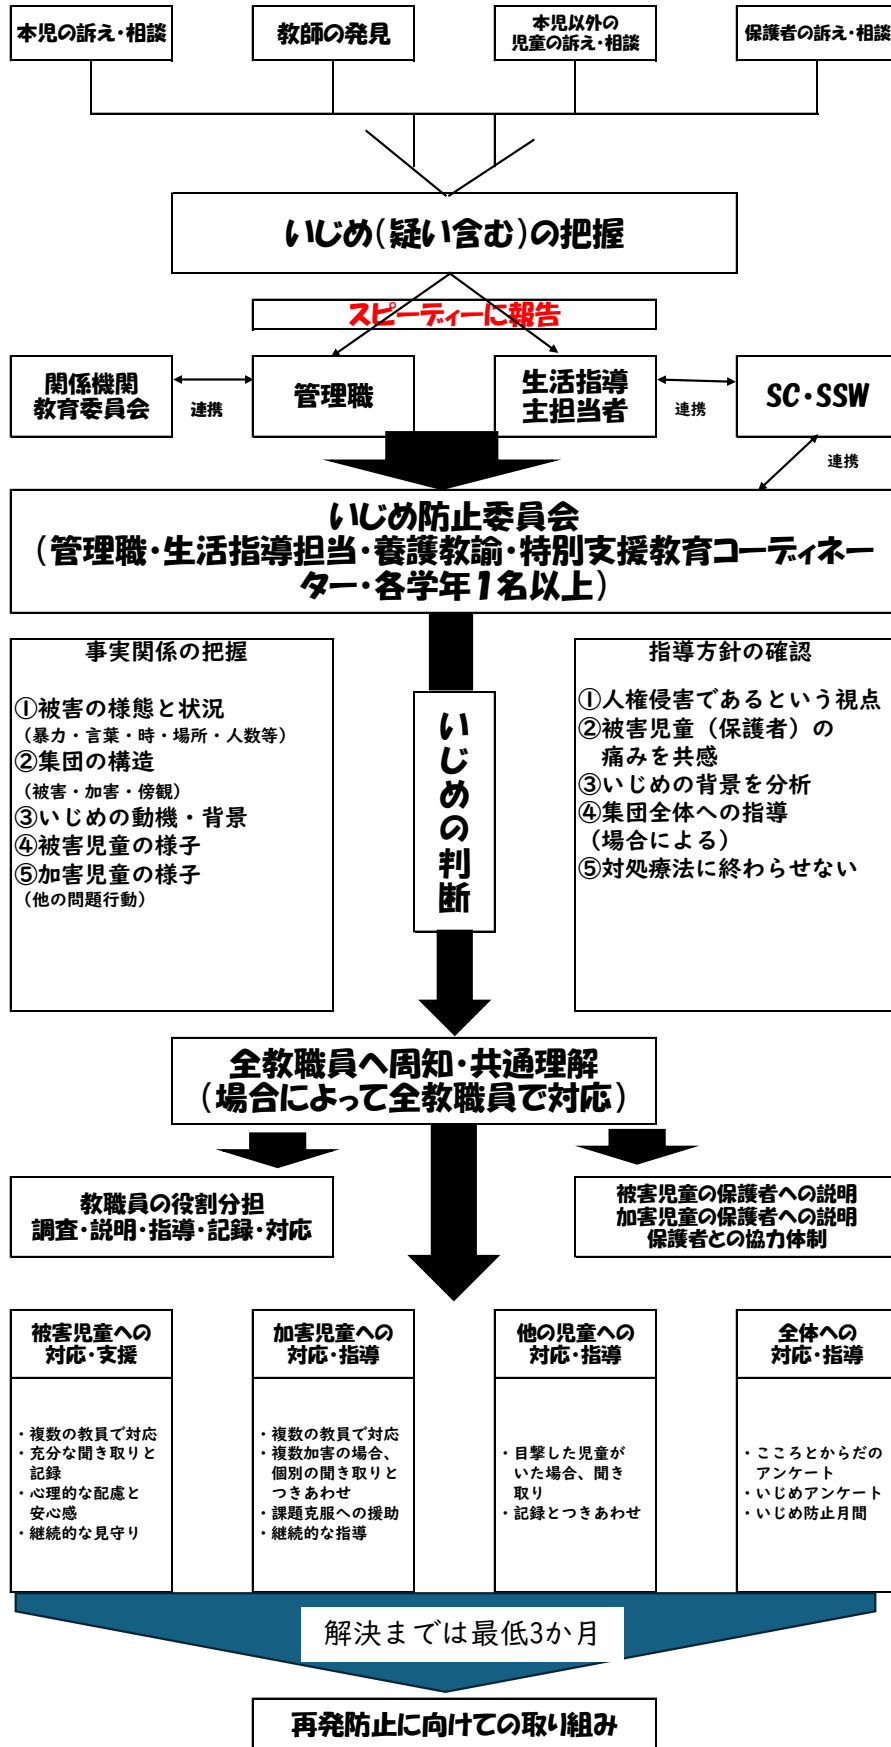 本児の訴え・相談
教師の発見
本児以外の
児童の訴え・相談
保護者の訴え・相談
いじめ(疑い含む)の把握
スピーディーに報告
関係機関
教育委員会
連携
管理職
生活指導
主担当者
連携
SC・SSW
連携
いじめ防止委員会
(管理職・生活指導担当・養護教諭・特別支援教育コーディネー
ター・各学年1名以上)
事実関係の把握
①被害の様態と状況
(暴力・言葉・時・場所・人数等)
②集団の構造
(被害・加害・傍観)
③いじめの動機・背景
④被害児童の様子
⑤加害児童の様子
(他の問題行動)
いじめの判断
指導方針の確認
①人権侵害であるという視点
②被害児童(保護者)の
痛みを共感
③いじめの背景を分析
④集団全体への指導
(場合による)
⑤対処療法に終わらせない
全教職員へ周知・共通理解
(場合によって全教職員で対応)
教職員の役割分担
調査・説明・指導・記録・対応
被害児童の保護者への説明
加害児童の保護者への説明
保護者との協力体制
被害児童への
対応・支援
・複数の教員で対応
・充分な聞き取りと
記録
・心理的な配慮と
安心感
・継続的な見守り
加害児童への
対応・指導
・複数の教員で対応
・複数加害の場合、
個別の聞き取りと
つきあわせ
・課題克服への援助
・継続的な指導
他の児童への
対応・指導
・目撃した児童が
いた場合、聞き
取り
・記録とつきあわせ
全体への
対応・指導
・こころとからだの
アンケート
・いじめアンケート
・いじめ防止月間
解決までは最低3か月
再発防止に向けての取り組み